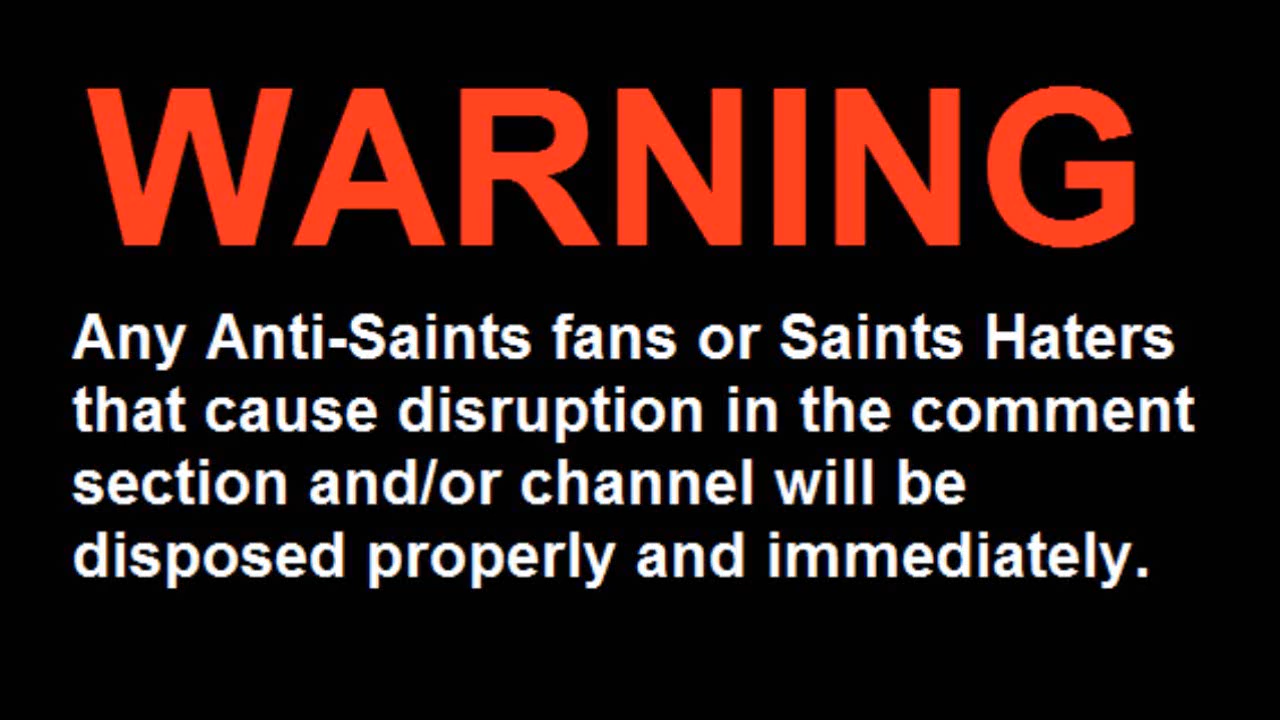 WARNING
Any Anti-Saints fans or Saints Haters
that cause disruption in the comment
section and/or channel will be
disposed properly and immediately.